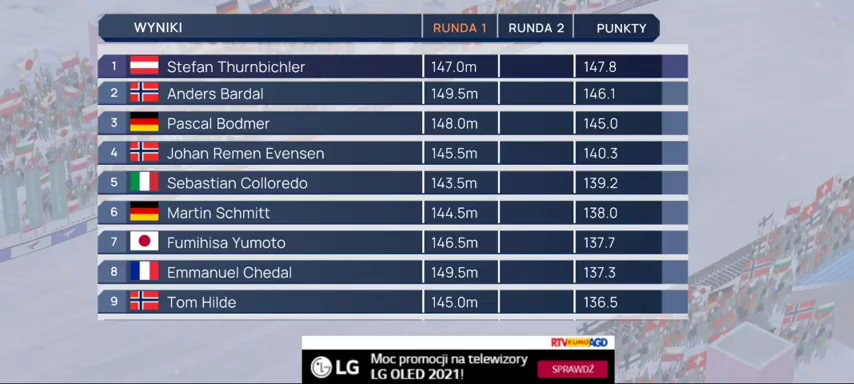 WYNIKI RUNDA 1 RUNDA 2 PUNKTY
1 Stefan Thurnbichler 147.0m 147.8
2 Anders Bardal 149.5m 146.1
3 Pascal Bodmer 148.0m 145.0
4 Johan Remen Evensen 145.5m 140.3
5 Sebastian Colloredo 143.5m 139.2
6 Martin Schmitt 144.5m 138.0
7 Fumihisa Yumoto 146.5m 137.7
8 Emmanuel Chedal 149.5m 137.3
9 Tom Hilde 145.0m 136.5
RTV EURO AGD
LG Moc promocji na telewizory
LG OLED 2021!
SPRAWDŹ